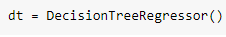 dt = DecisionTreeRegressor()